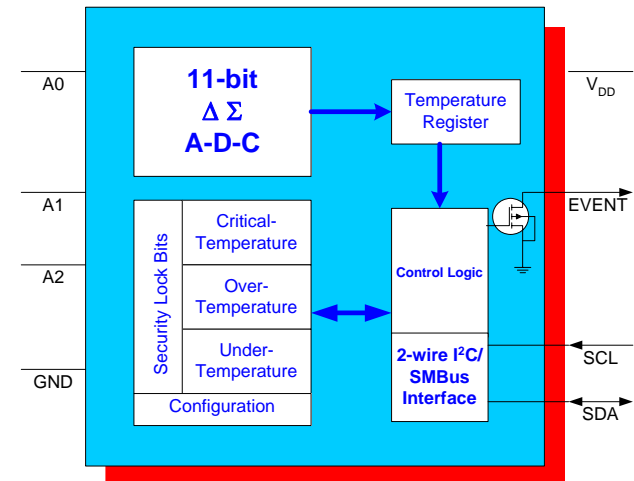 11-bit
Δ Σ
A-D-C
Temperature
Register
A0
V_DD
A1
EVENT
A2
Security Lock Bits
Critical-
Temperature
Over-
Temperature
Under-
Temperature
Configuration
Control Logic
2-wire I²C/
SMBus
Interface
SCL
GND
SDA